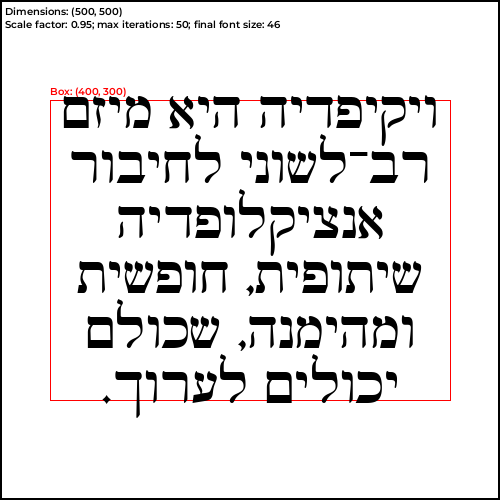 Dimensions: (500, 500)
Scale factor: 0.95; max iterations: 50; final font size: 46
Box: (400, 300)
ויקיפדיה היא מיזם
רב־לשוני לחיבור
אנציקלופדיה
שיתופית, חופשית
ומהימנה, שכולם
יכולים לערוך.